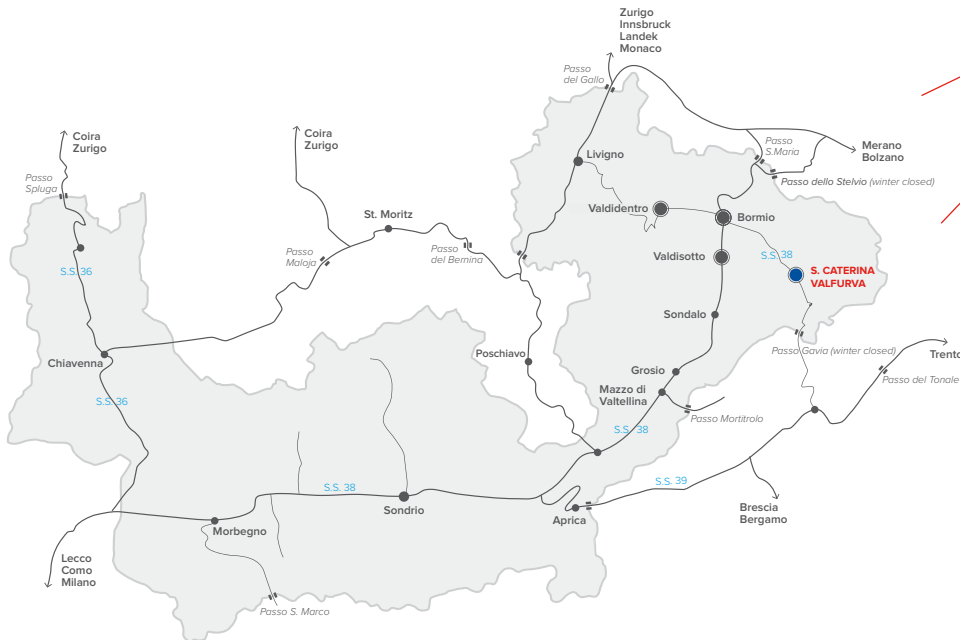 Zurigo
Innsbruck
Landek
Monaco
Passo
del Gallo
Coira
Zurigo
Coira
Zurigo
Passo
S.Maria
Merano
Bolzano
Livigno
Passo
Spluga
Passo dello Stelvio (winter closed)
Valdidentro
Bormio
St. Moritz
Passo
Maloja
Passo
del Bernina
Valdisotto
S.S. 38
S.S. 36
S. CATERINA
VALFURVA
Sondalo
Chiavenna
Poschiavo
Passo Gavia (winter closed)
Trento
Grosio
Passo del Tonale
Mazzo di
Valtellina
S.S. 36
Passo Mortitrolo
S.S. 38
S.S. 38
S.S. 39
Sondrio
Aprica
Brescia
Bergamo
Morbegno
Lecco
Como
Milano
Passo S. Marco